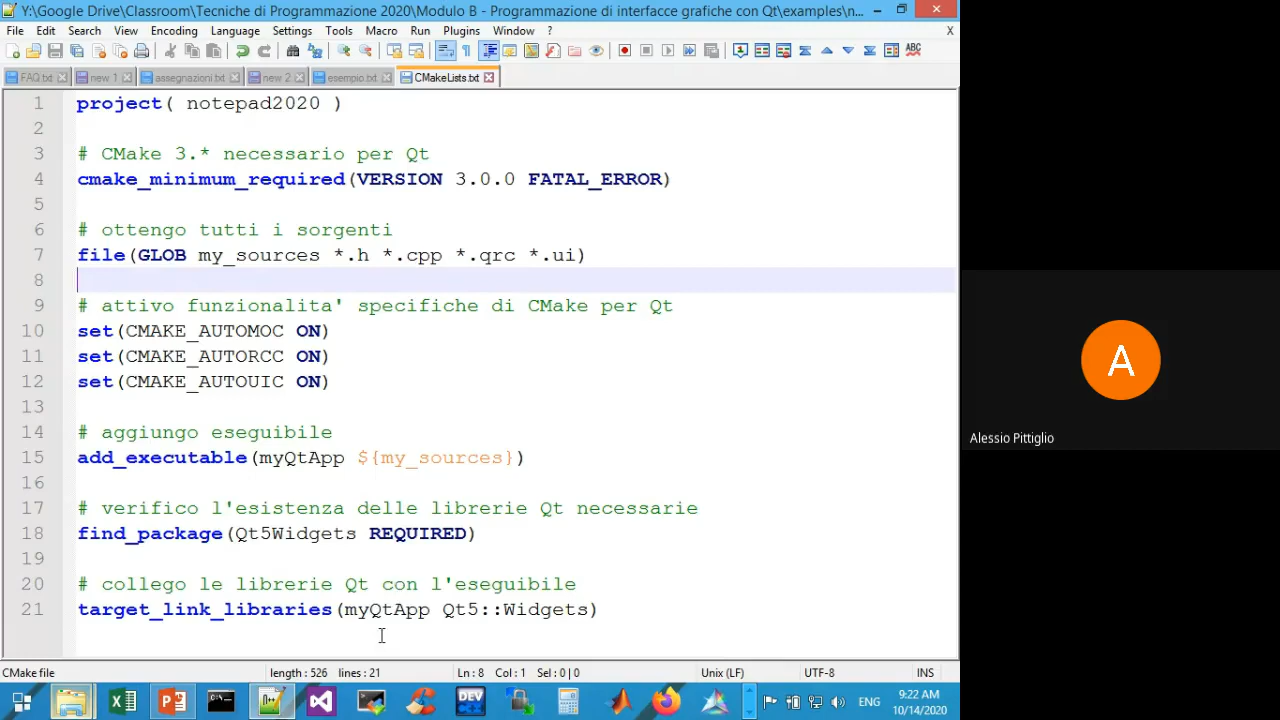 Y:\Google Drive\Classroom\Tecniche di Programmazione 2020\Modulo B - Programmazione di interfacce grafiche con Qt\examples\n...
File Edit Search View Encoding Language Settings Tools Macro Run Plugins Window ? X
FAQ.txt new 1 assegnazioni.txt new 2 esempio.txt CMakeLists.txt
1 project( notepad2020 )
2
3 # CMake 3.* necessario per Qt
4 cmake_minimum_required(VERSION 3.0.0 FATAL_ERROR)
5
6 # ottengo tutti i sorgenti
7 file(GLOB my_sources *.h *.cpp *.qrc *.ui)
8
9 # attivo funzionalita' specifiche di CMake per Qt
10 set(CMAKE_AUTOMOC ON)
11 set(CMAKE_AUTORCC ON)
12 set(CMAKE_AUTOUIC ON)
13
14 # aggiungo eseguibile
15 add_executable(myQtApp ${my_sources})
16
17 # verifico l'esistenza delle librerie Qt necessarie
18 find_package(Qt5Widgets REQUIRED)
19
20 # collego le librerie Qt con l'eseguibile
21 target_link_libraries(myQtApp Qt5::Widgets)
CMake file length : 526 lines : 21 Ln : 8 Col : 1 Sel : 0 | 0 Unix (LF) UTF-8 INS
DEV
ENG
9:22 AM
10/14/2020
A
Alessio Pittiglio